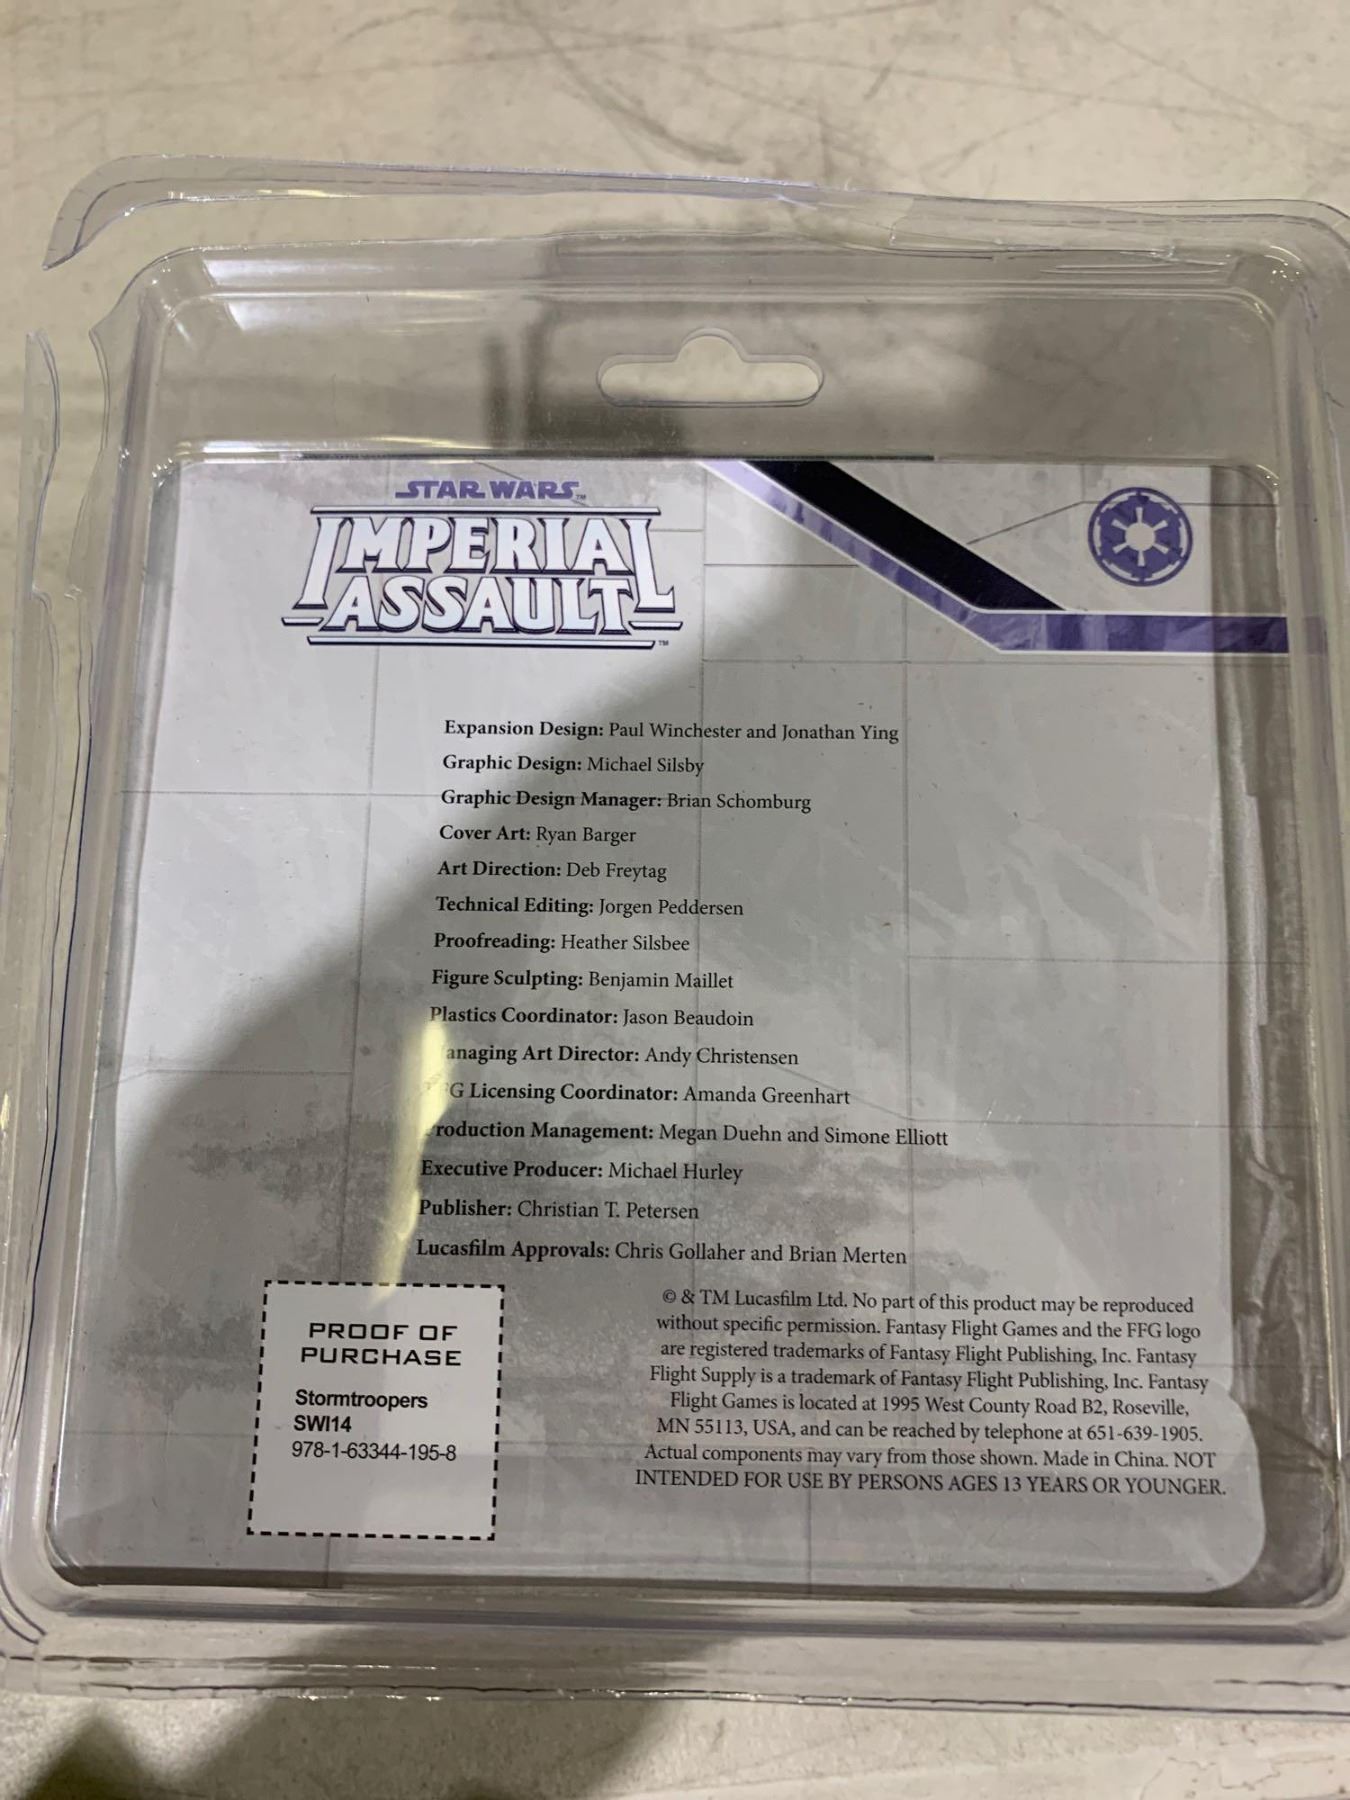 STAR WARS™
IMPERIAL
ASSAULT™
Expansion Design: Paul Winchester and Jonathan Ying
Graphic Design: Michael Silsby
Graphic Design Manager: Brian Schomburg
Cover Art: Ryan Barger
Art Direction: Deb Freytag
Technical Editing: Jorgen Peddersen
Proofreading: Heather Silsbee
Figure Sculpting: Benjamin Maillet
Plastics Coordinator: Jason Beaudoin
anaging Art Director: Andy Christensen
G Licensing Coordinator: Amanda Greenhart
roduction Management: Megan Duehn and Simone Elliott
Executive Producer: Michael Hurley
Publisher: Christian T. Petersen
Lucasfilm Approvals: Chris Gollaher and Brian Merten
PROOF OF
PURCHASE
Stormtroopers
SWI14
978-1-63344-195-8
© & TM Lucasfilm Ltd. No part of this product may be reproduced
without specific permission. Fantasy Flight Games and the FFG logo
are registered trademarks of Fantasy Flight Publishing, Inc. Fantasy
Flight Supply is a trademark of Fantasy Flight Publishing, Inc. Fantasy
Flight Games is located at 1995 West County Road B2, Roseville,
MN 55113, USA, and can be reached by telephone at 651-639-1905.
Actual components may vary from those shown. Made in China. NOT
INTENDED FOR USE BY PERSONS AGES 13 YEARS OR YOUNGER.